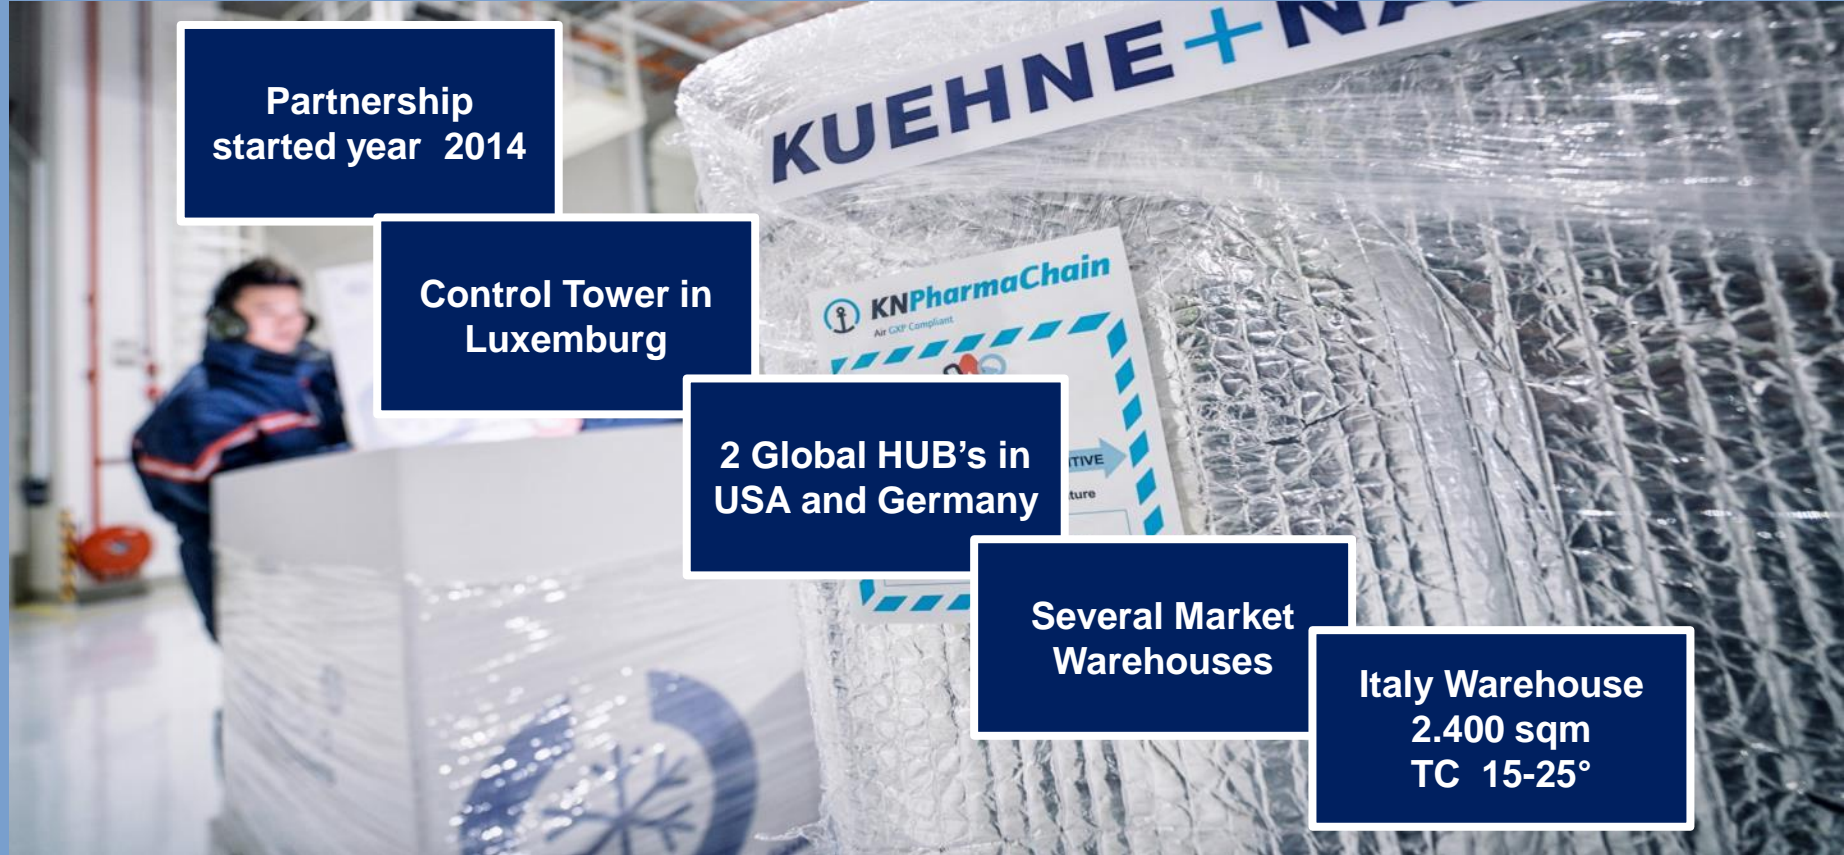 KUEHNE+NA
Partnership
started year 2014
Control Tower in
Luxemburg
KNPharmaChain
Air GXP Compliant
2 Global HUB’s in
USA and Germany
TIVE
ture
Several Market
Warehouses
Italy Warehouse
2.400 sqm
TC 15-25°